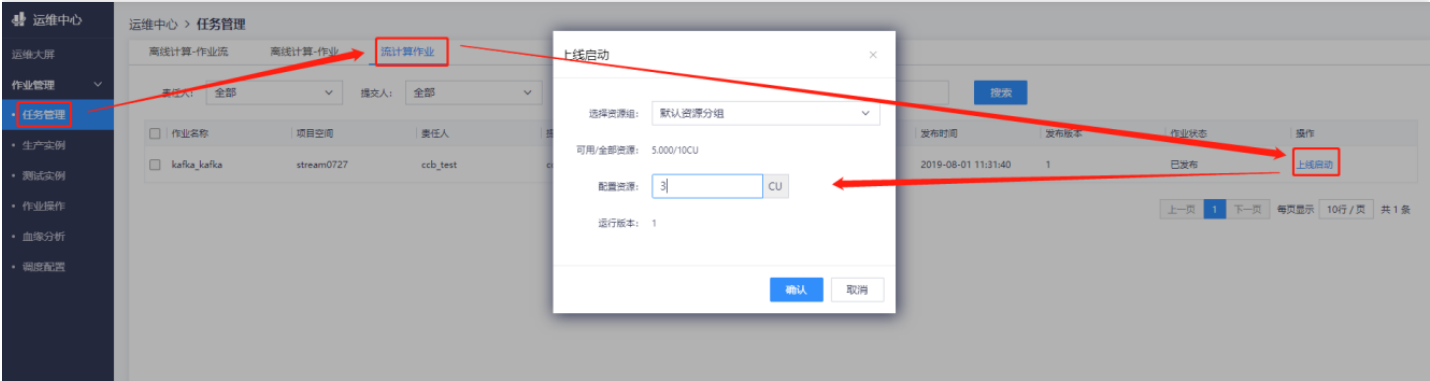 运维中心
运维大屏
作业管理
任务管理
生产实例
测试实例
作业操作
血缘分析
调度配置
运维中心 > 任务管理
离线计算-作业流 离线计算-作业 流计算作业
责任人: 全部 提交人: 全部 搜索
作业名称 项目空间 责任人 发布时间 发布版本 作业状态 操作
kafka_kafka stream0727 ccb_test 2019-08-01 11:31:40 1 已发布 上线启动
上一页 1 下一页 每页显示 10行 / 页 共 1 条
上线启动
选择资源组: 默认资源分组
可用/全部资源: 5.000/10CU
配置资源: 3 CU
运行版本: 1
确认 取消